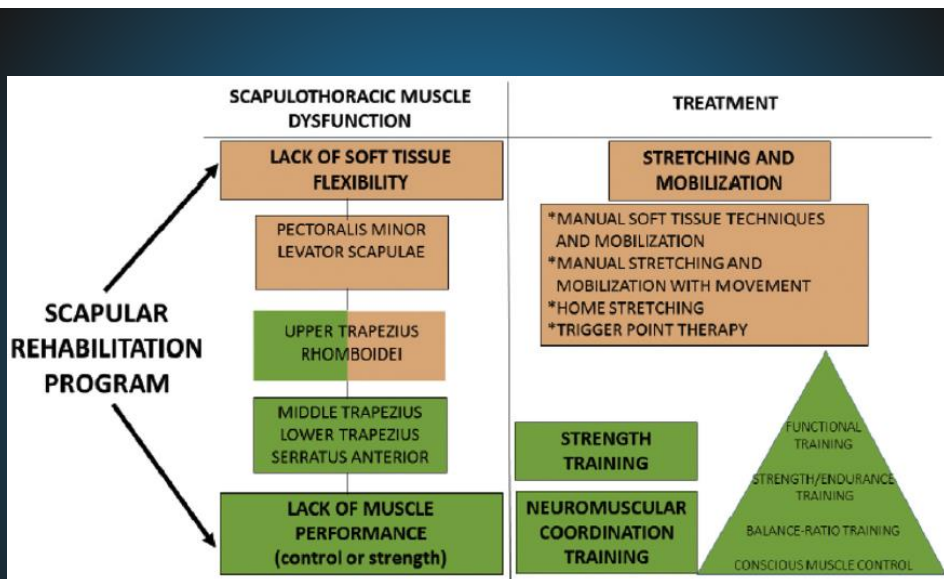 SCAPULOTHORACIC MUSCLE
DYSFUNCTION
TREATMENT
SCAPULAR
REHABILITATION
PROGRAM
LACK OF SOFT TISSUE
FLEXIBILITY
PECTORALIS MINOR
LEVATOR SCAPULAE
UPPER TRAPEZIUS
RHOMBOIDEI
MIDDLE TRAPEZIUS
LOWER TRAPEZIUS
SERRATUS ANTERIOR
LACK OF MUSCLE
PERFORMANCE
(control or strength)
STRETCHING AND
MOBILIZATION
*MANUAL SOFT TISSUE TECHNIQUES
AND MOBILIZATION
*MANUAL STRETCHING AND
MOBILIZATION WITH MOVEMENT
*HOME STRETCHING
*TRIGGER POINT THERAPY
STRENGTH
TRAINING
NEUROMUSCULAR
COORDINATION
TRAINING
FUNCTIONAL
TRAINING
STRENGTH/ENDURANCE
TRAINING
BALANCE-RATIO TRAINING
CONSCIOUS MUSCLE CONTROL